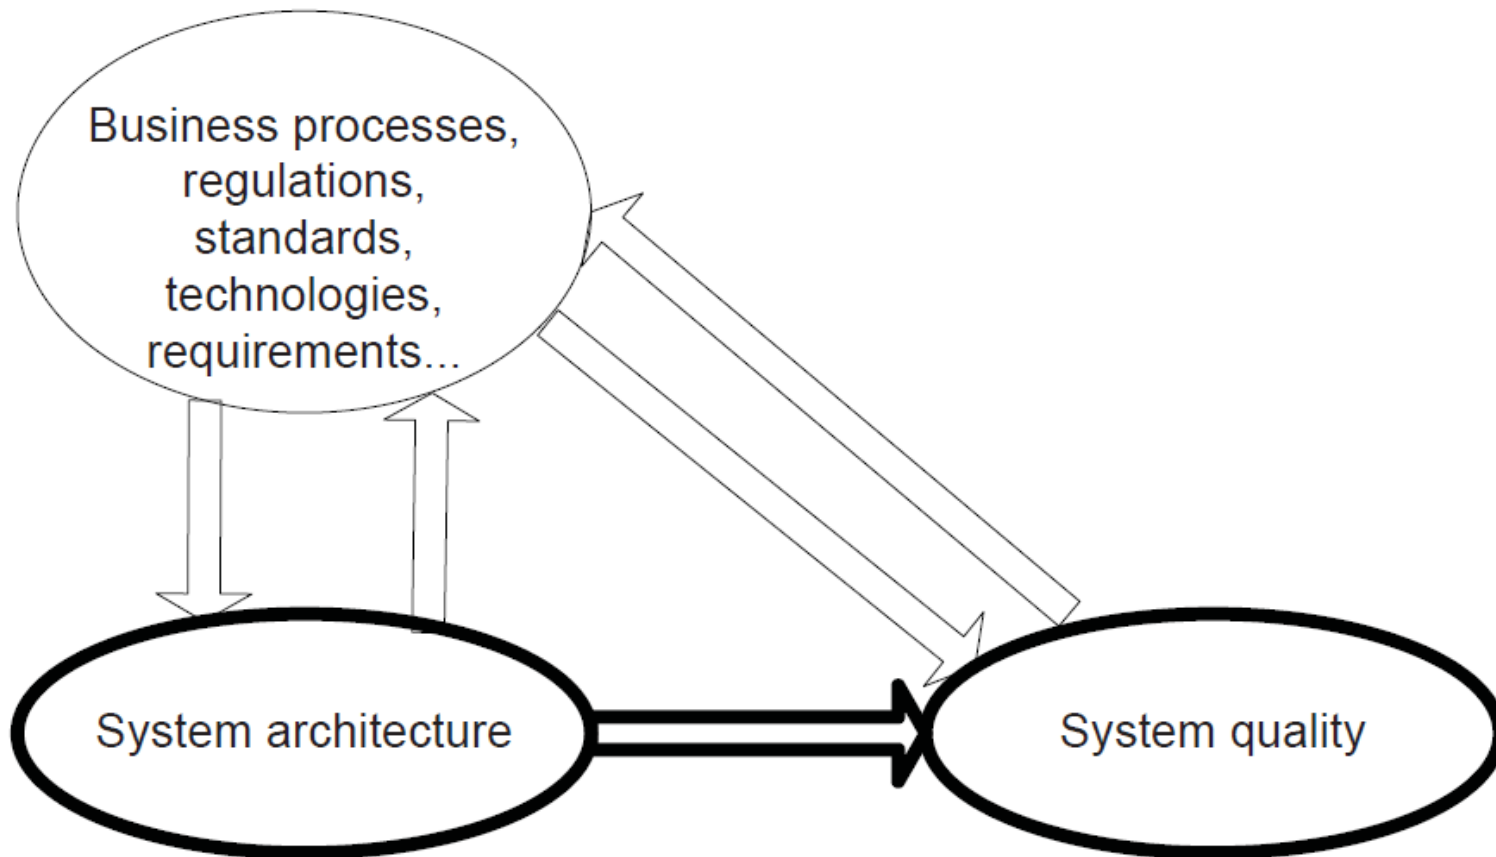 Business processes,
regulations,
standards,
technologies,
requirements...
System architecture
System quality